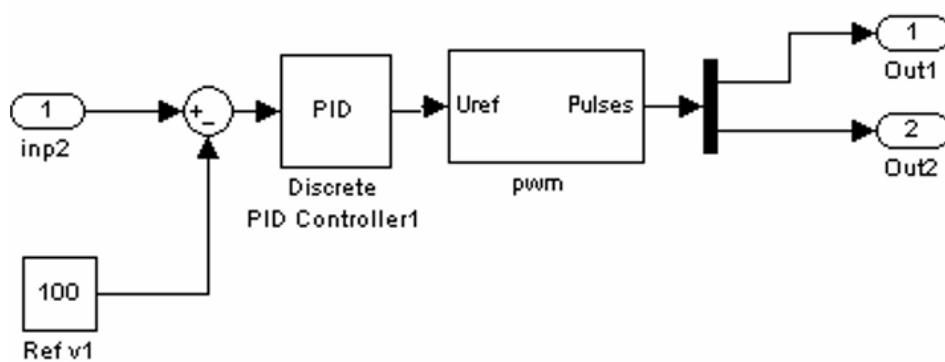 1
Out1
1
inp2
+
−
PID
Discrete
PID Controller1
Uref
Pulses
pwm
2
Out2
100
Ref v1